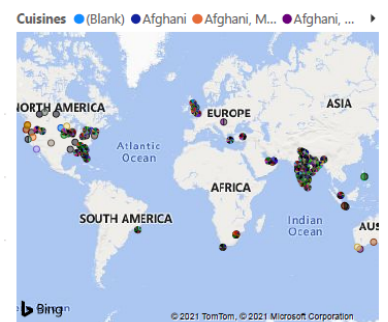 Cuisines (Blank) Afghani Afghani, M... Afghani, ...
NORTH AMERICA
EUROPE
ASIA
Atlantic
Ocean
AFRICA
SOUTH AMERICA
Indian
Ocean
AUS
Bing
© 2021 TomTom, © 2021 Microsoft Corporation